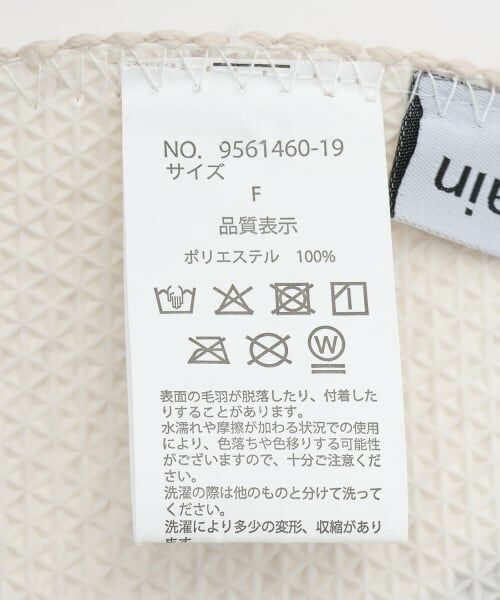 NO. 9561460-19
サイズ
F
品質表示
ポリエステル 100%
W
表面の毛羽が脱落したり、付着した
りすることがあります。
水濡れや摩擦が加わる状況での使用
により、色落ちや色移りする可能性
がございますので、十分ご注意くだ
さい。
洗濯の際は他のものと分けて洗って
ください。
洗濯により多少の変形、収縮があり
ます。
ain